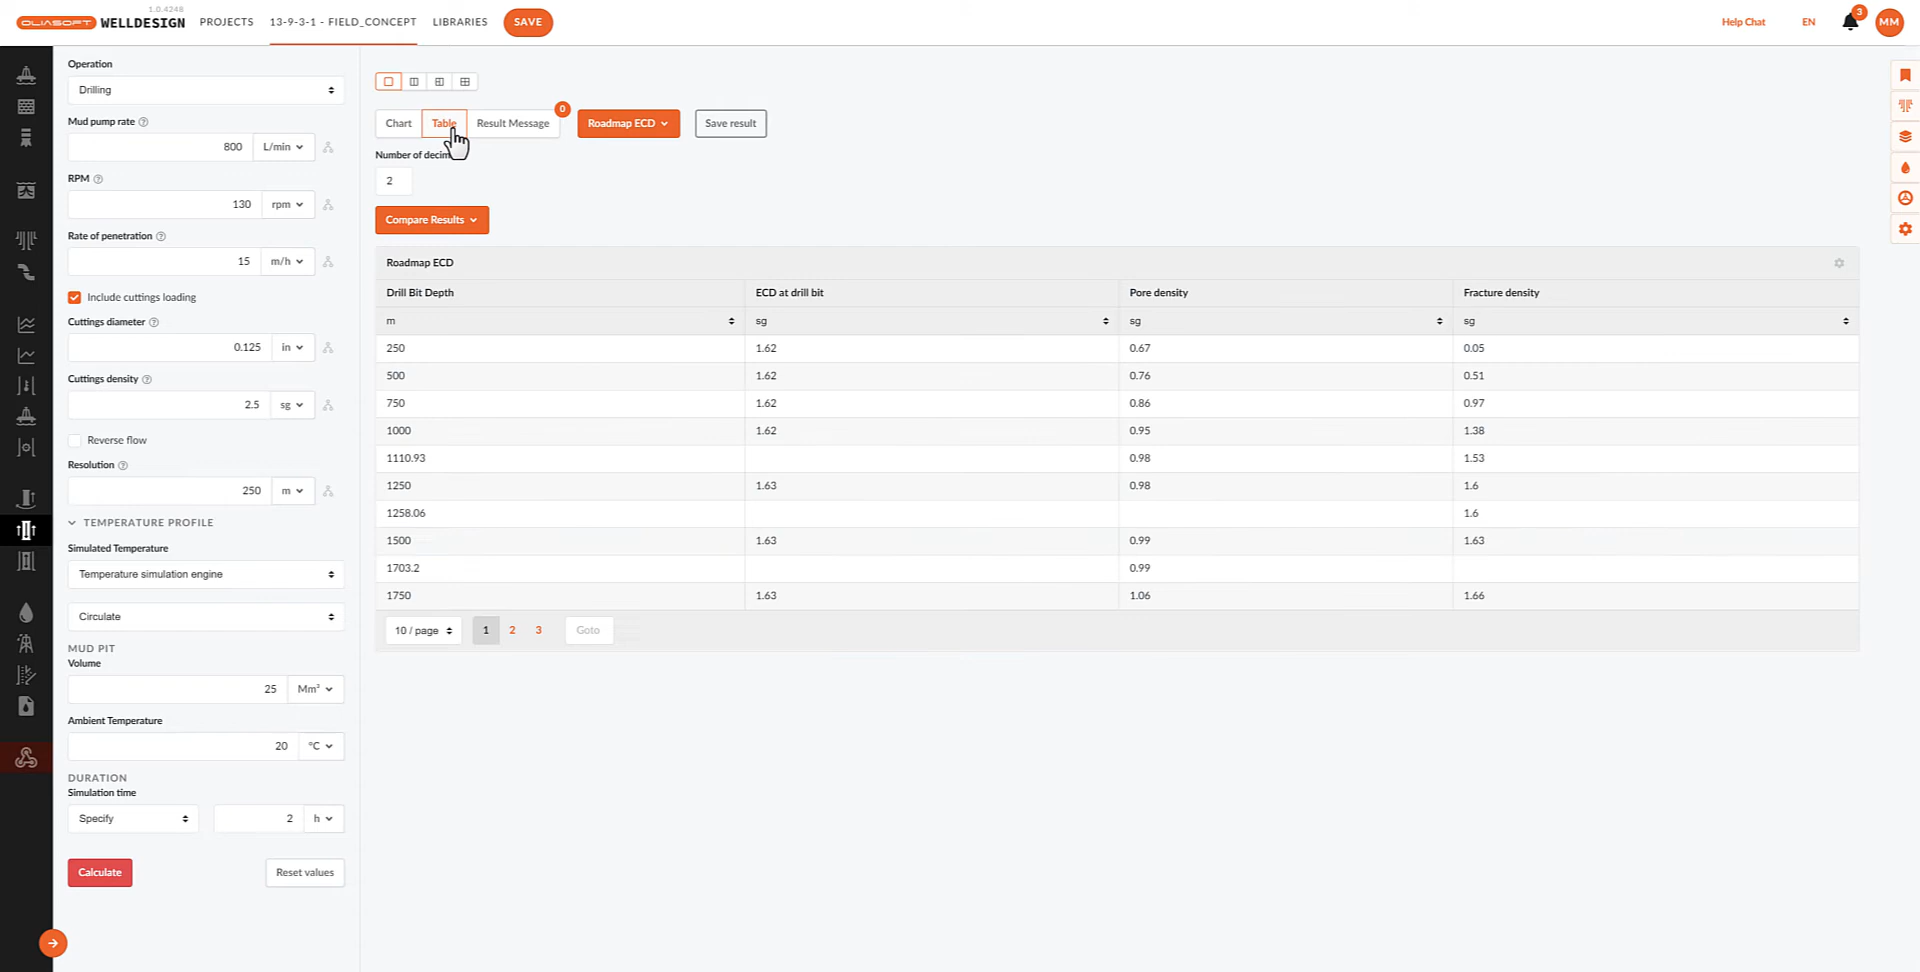 1.0.4248
OLIASOFT WELLDESIGN
PROJECTS
13-9-3-1 - FIELD_CONCEPT
LIBRARIES
SAVE
Help Chat
EN
3
MM
Operation
Drilling
Mud pump rate
800 L/min
RPM
130 rpm
Rate of penetration
15 m/h
Include cuttings loading
Cuttings diameter
0.125 in
Cuttings density
2.5 sg
Reverse flow
Resolution
250 m
TEMPERATURE PROFILE
Simulated Temperature
Temperature simulation engine
Circulate
MUD PIT
Volume
25 Mm³
Ambient Temperature
20 °C
DURATION
Simulation time
Specify 2 h
Calculate Reset values
Chart Table Result Message 0 Roadmap ECD Save result
Number of decim
2
Compare Results
Roadmap ECD
Drill Bit Depth ECD at drill bit Pore density Fracture density
m sg sg sg
250 1.62 0.67 0.05
500 1.62 0.76 0.51
750 1.62 0.86 0.97
1000 1.62 0.95 1.38
1110.93 0.98 1.53
1250 1.63 0.98 1.6
1258.06 1.6
1500 1.63 0.99 1.63
1703.2 0.99
1750 1.63 1.06 1.66
10 / page 1 2 3 Goto